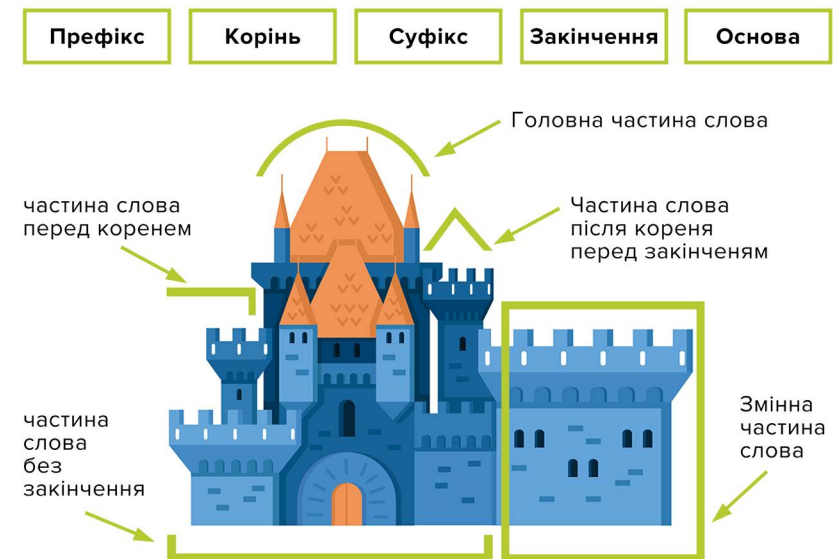 Префікс
Корінь
Суфікс
Закінчення
Основа
Головна частина слова
частина слова
перед коренем
Частина слова
після кореня
перед закінченям
частина
слова
без
закінчення
Змінна
частина
слова